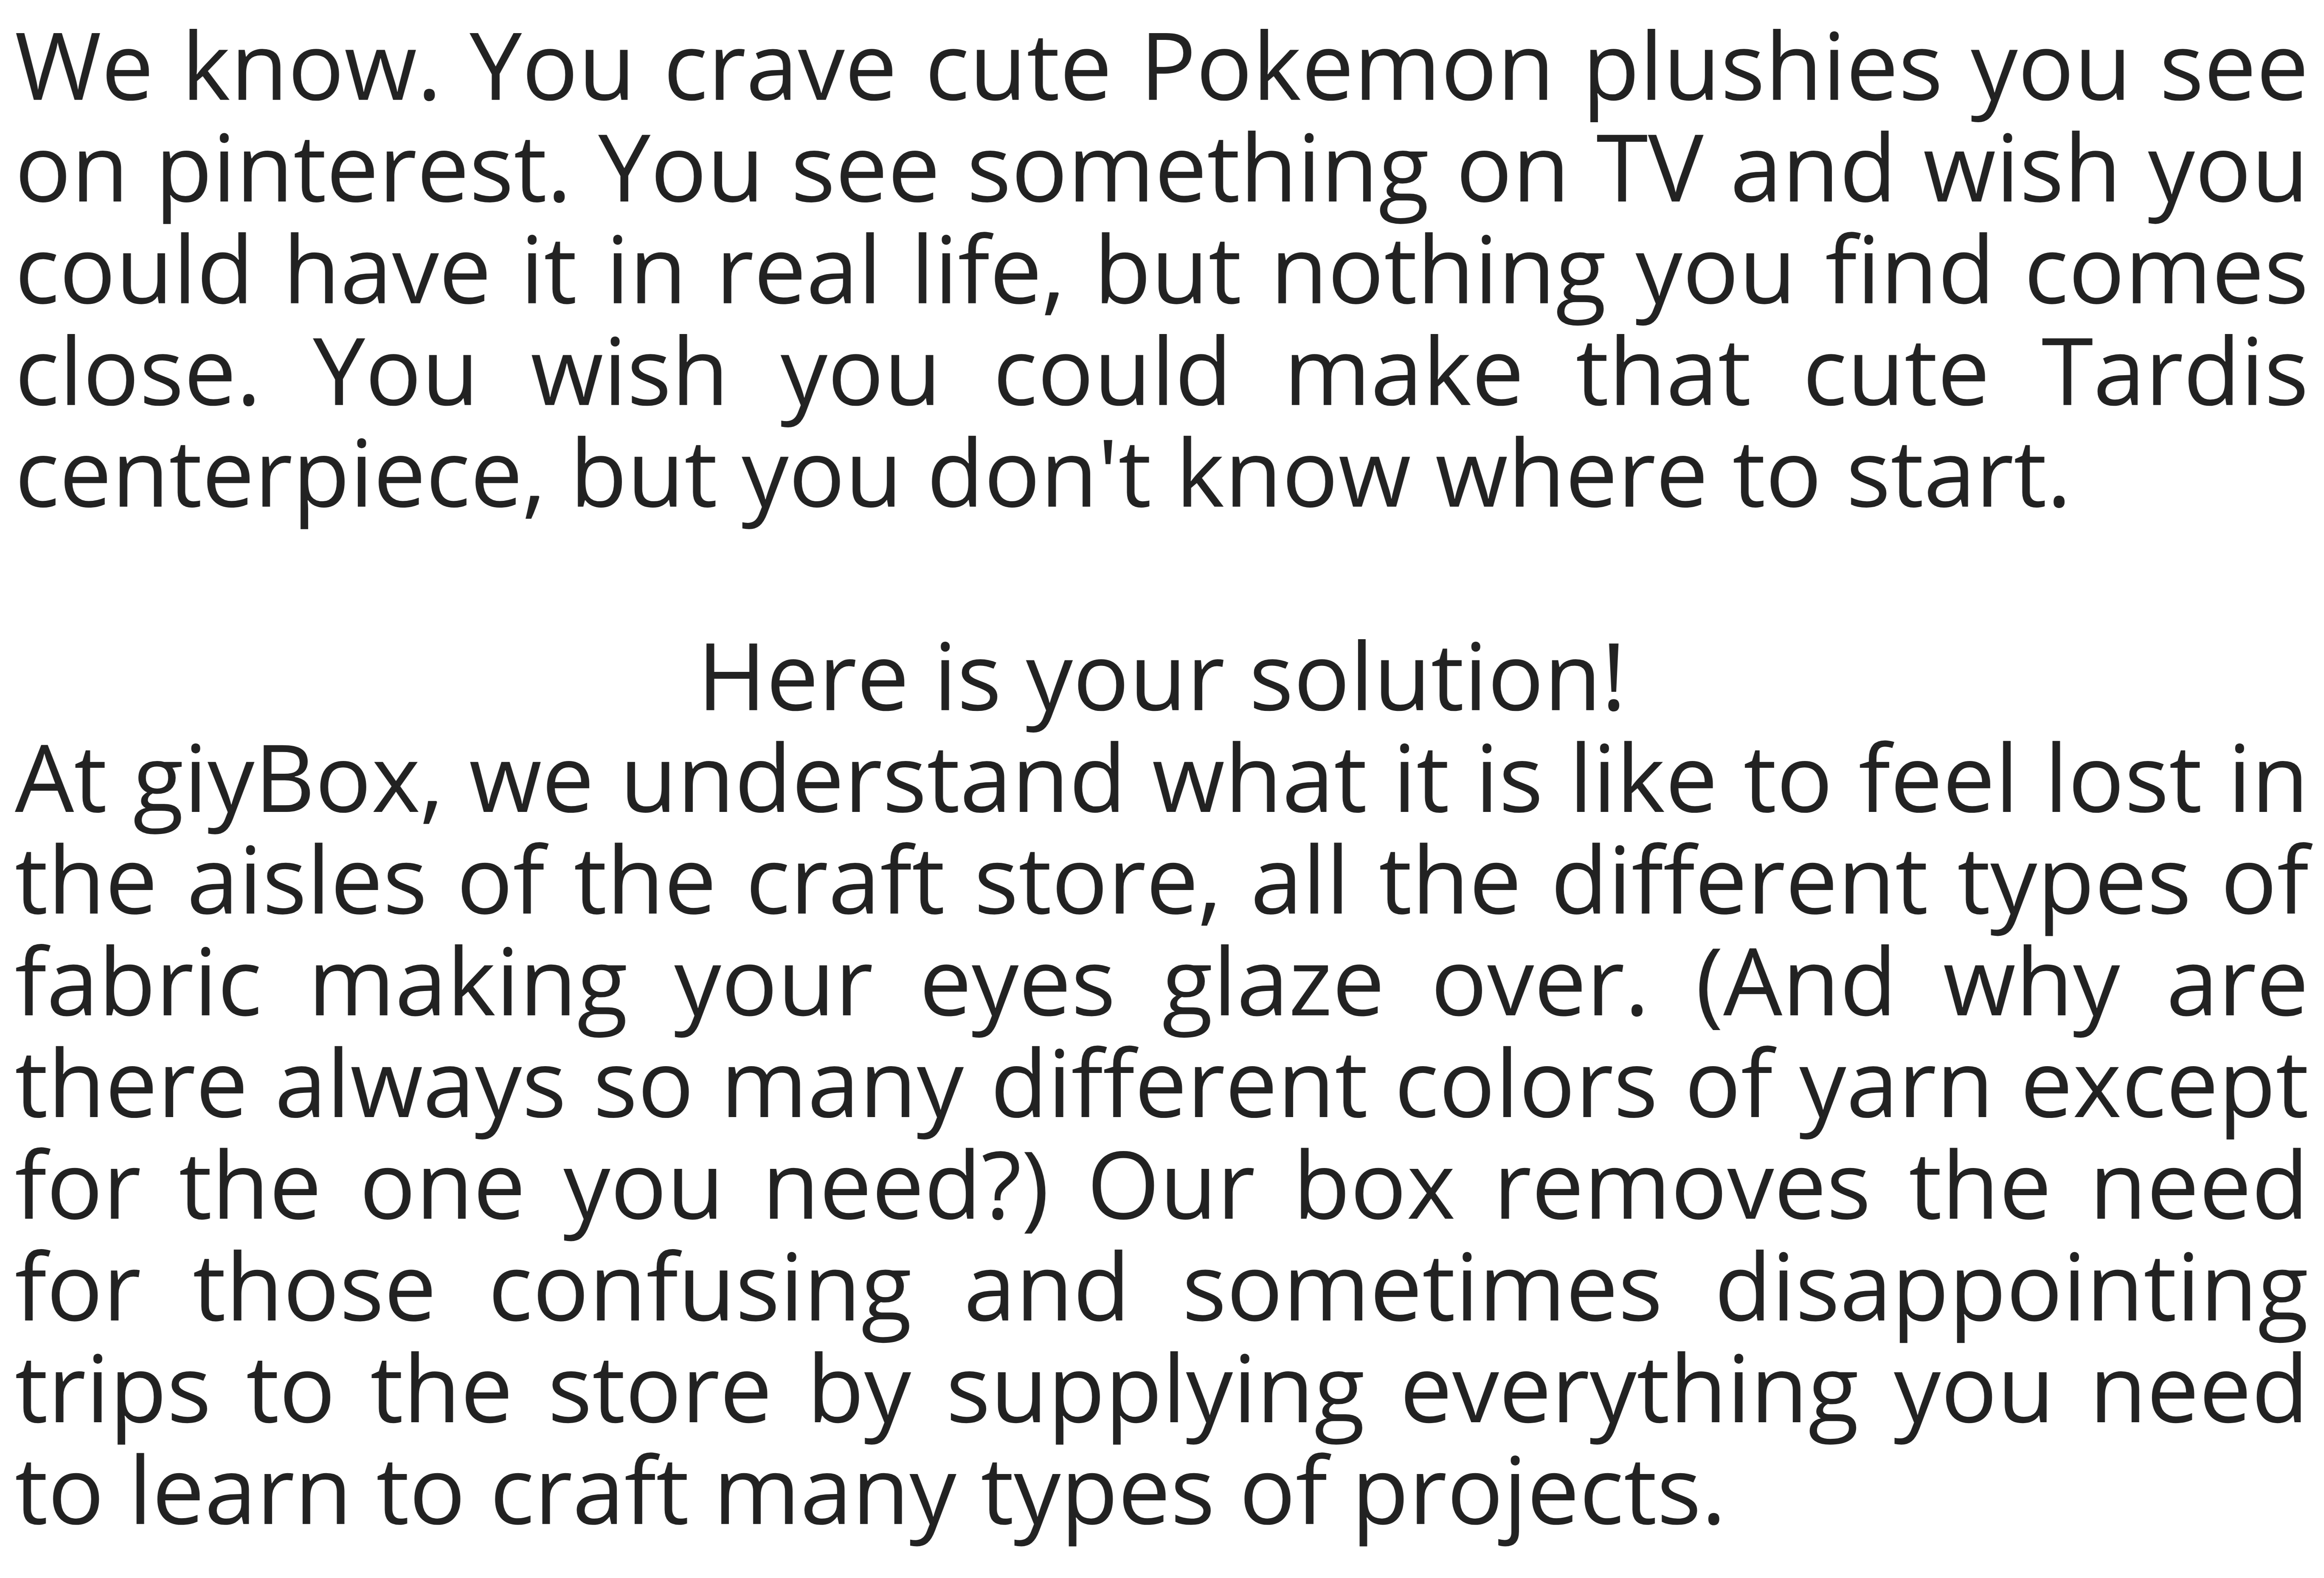 We know. You crave cute Pokemon plushies you see
on pinterest. You see something on TV and wish you
could have it in real life, but nothing you find comes
close. You wish you could make that cute Tardis
centerpiece, but you don't know where to start.
Here is your solution!
At giyBox, we understand what it is like to feel lost in
the aisles of the craft store, all the different types of
fabric making your eyes glaze over. (And why are
there always so many different colors of yarn except
for the one you need?) Our box removes the need
for those confusing and sometimes disappointing
trips to the store by supplying everything you need
to learn to craft many types of projects.